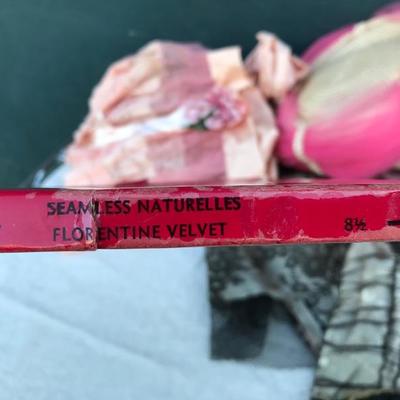 SEAMLESS NATURELLES
FLORENTINE VELVET 8½